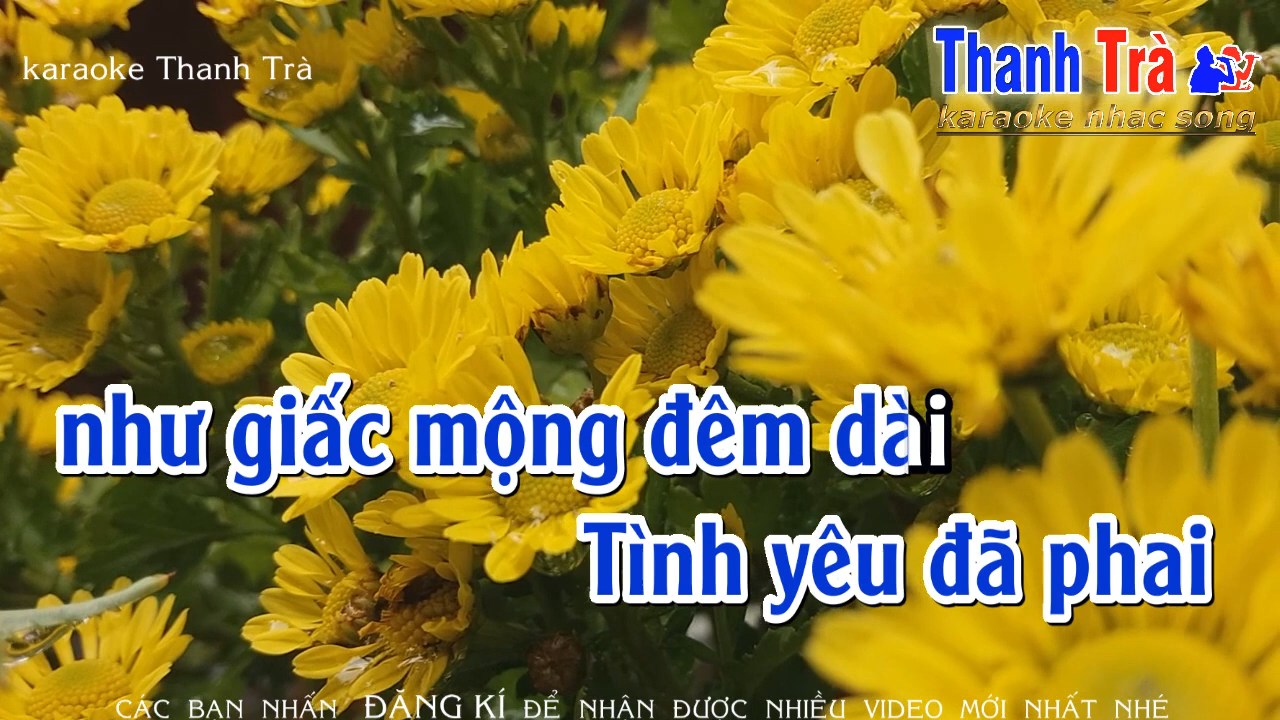 karaoke Thanh Trà
Thanh Trà
karaoke nhac song
như giấc mộng đêm dài
Tình yêu đã phai
CÁC BẠN NHẤN ĐĂNG KÍ ĐỂ NHẬN ĐƯỢC NHIỀU VIDEO MỚI NHẤT NHÉ